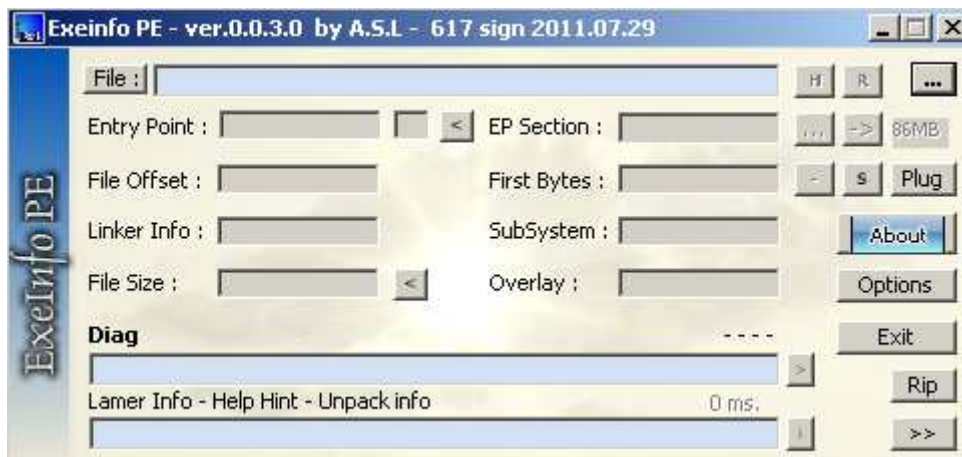 Exeinfo PE - ver.0.0.3.0 by A.S.L - 617 sign 2011.07.29
File : H R ...
Entry Point : < EP Section : ... -> 86MB
File Offset : First Bytes : - S Plug
Linker Info : SubSystem : About
File Size : < Overlay : Options
Diag - - - - Exit
>
Lamer Info - Help Hint - Unpack info 0 ms. Rip
>>
ExeInfo PE